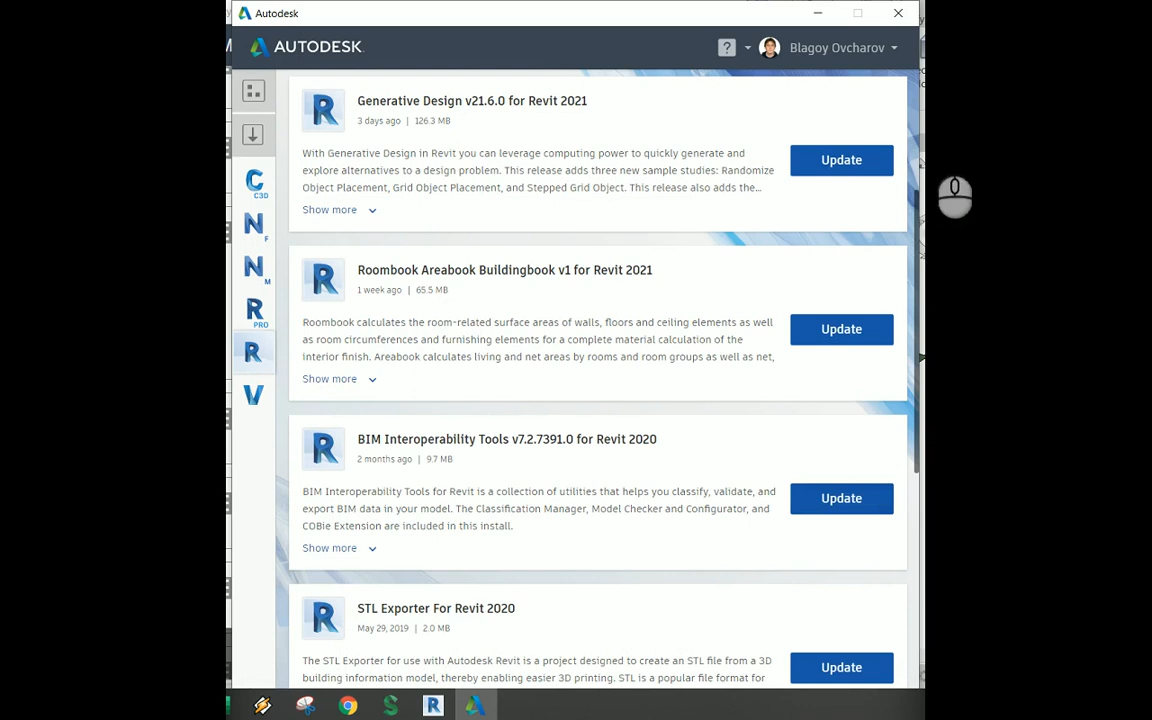 Autodesk
AUTODESK.
? Blagoy Ovcharov
Generative Design v21.6.0 for Revit 2021
3 days ago | 126.3 MB
With Generative Design in Revit you can leverage computing power to quickly generate and
explore alternatives to a design problem. This release adds three new sample studies: Randomize
Object Placement, Grid Object Placement, and Stepped Grid Object. This release also adds the...
Show more
Update
Roombook Areabook Buildingbook v1 for Revit 2021
1 week ago | 65.5 MB
Roombook calculates the room-related surface areas of walls, floors and ceiling elements as well
as room circumferences and furnishing elements for a complete material calculation of the
interior finish. Areabook calculates living and net areas by rooms and room groups as well as net,
Show more
Update
BIM Interoperability Tools v7.2.7391.0 for Revit 2020
2 months ago | 9.7 MB
BIM Interoperability Tools for Revit is a collection of utilities that helps you classify, validate, and
export BIM data in your model. The Classification Manager, Model Checker and Configurator, and
COBie Extension are included in this install.
Show more
Update
STL Exporter For Revit 2020
May 29, 2019 | 2.0 MB
The STL Exporter for use with Autodesk Revit is a project designed to create an STL file from a 3D
building information model, thereby enabling easier 3D printing. STL is a popular file format for
Update
C C3D
N F
N M
R PRO
R
V